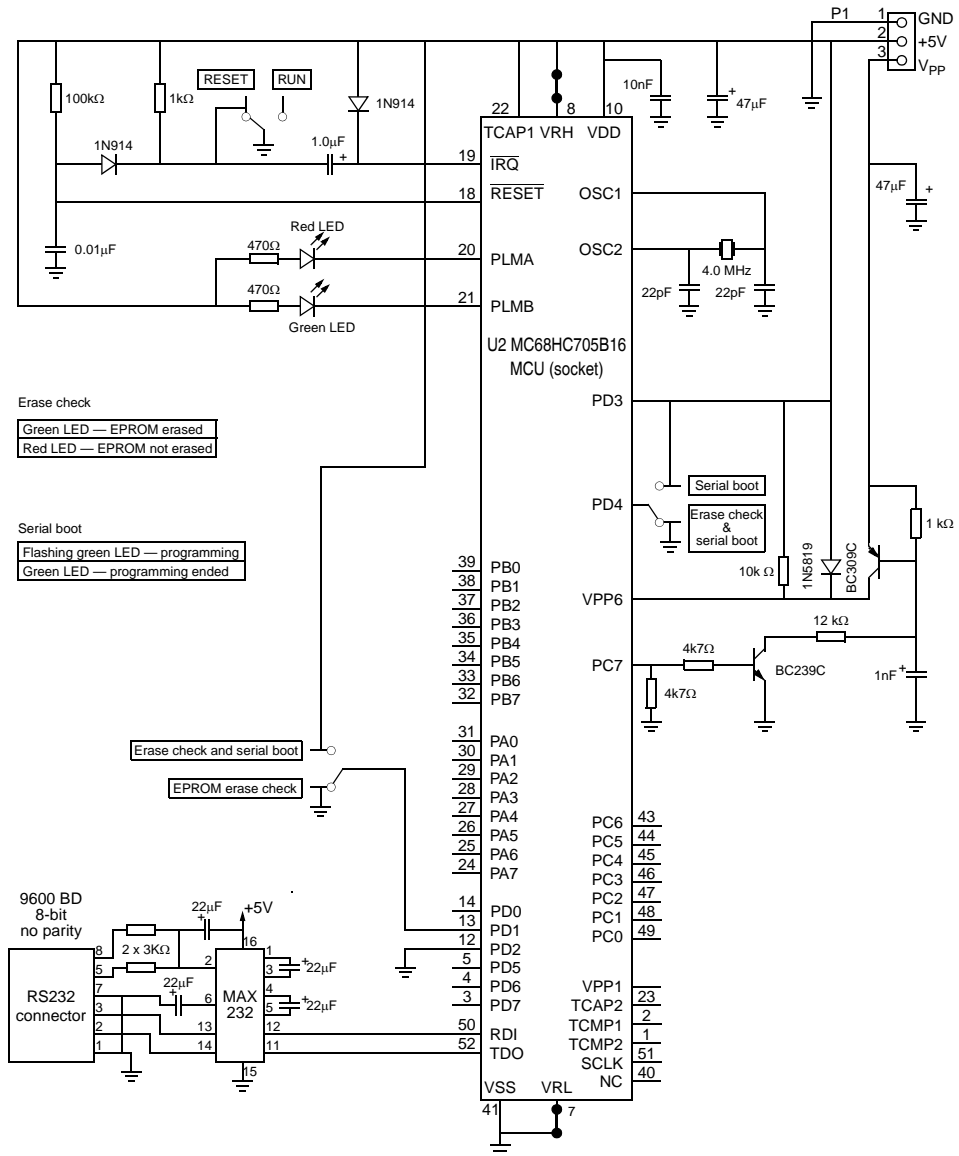 P1
1
GND
2
+5V
3
VPP
100kΩ
1kΩ
RESET
RUN
1N914
10nF
47µF
1N914
1.0µF
+
+
22
8
10
TCAP1
VRH
VDD
19
IRQ
18
RESET
OSC1
47µF
+
0.01µF
Red LED
470Ω
20
PLMA
OSC2
4.0 MHz
22pF
22pF
470Ω
21
PLMB
Green LED
U2 MC68HC705B16
MCU (socket)
Erase check
Green LED — EPROM erased
Red LED — EPROM not erased
PD3
Serial boot
PD4
Erase check
&
serial boot
1 kΩ
Serial boot
Flashing green LED — programming
Green LED — programming ended
10k Ω
1N5819
BC309C
VPP6
12 kΩ
4k7Ω
PC7
BC239C
4k7Ω
1nF
+
39
PB0
38
PB1
37
PB2
36
PB3
35
PB4
34
PB5
33
PB6
32
PB7
31
PA0
30
PA1
29
PA2
28
PA3
27
PA4
26
PA5
25
PA6
24
PA7
Erase check and serial boot
EPROM erase check
PC6
43
PC5
44
PC4
45
PC3
46
PC2
47
PC1
48
PC0
49
14
PD0
13
PD1
12
PD2
5
PD5
4
PD6
3
PD7
50
RDI
52
TDO
VPP1
TCAP2
23
TCMP1
2
TCMP2
1
SCLK
51
NC
40
VSS
VRL
41
7
9600 BD
8-bit
no parity
22µF
+
+5V
8
2 x 3KΩ
5
7
3
2
1
RS232
connector
22µF
+
16
2
6
13
14
15
MAX
232
1
3
4
5
12
11
+
22µF
+
22µF